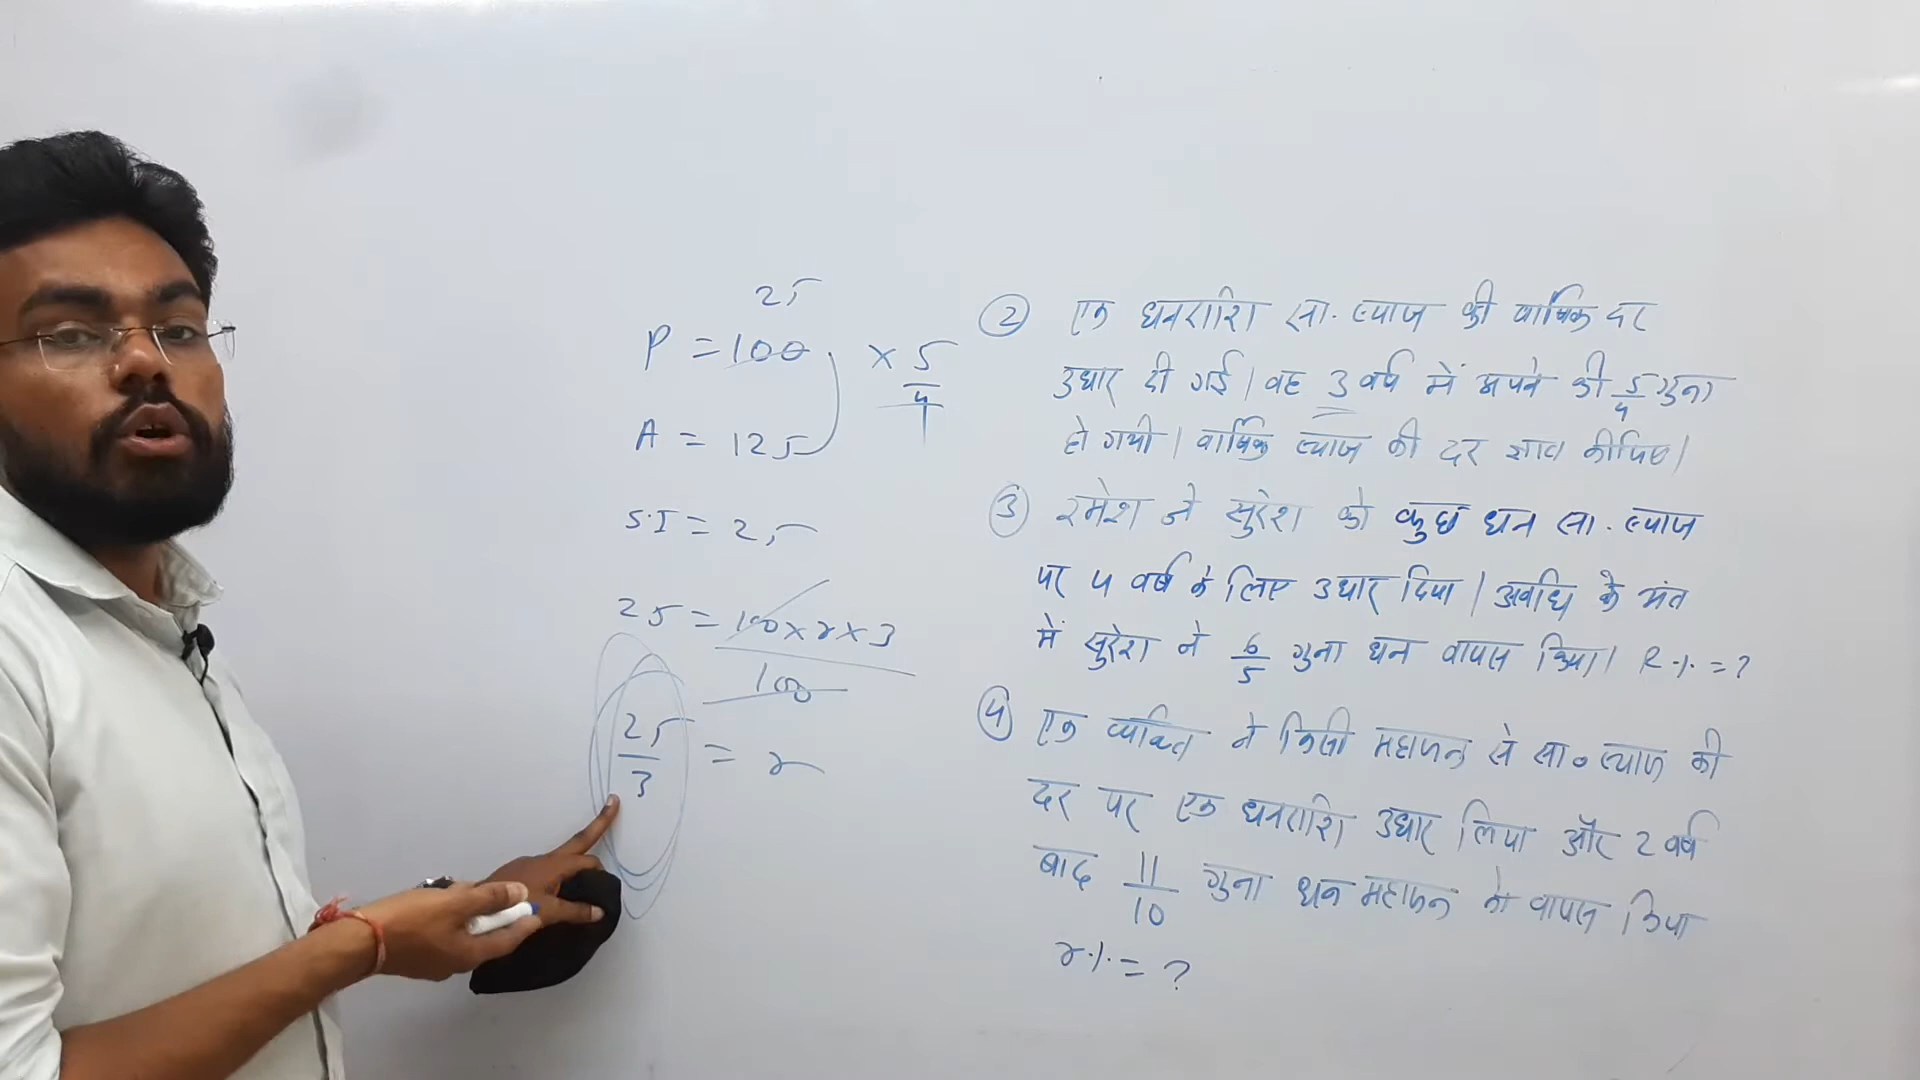 25
P = 100 × 5/4
A = 125
S.I = 25
25 = 100×r×3/100
25/3 = r
② एक धनराशि सा. ब्याज की वार्षिक दर
उधार दी गई। वह 3 वर्ष में अपने की 5/4 गुना
हो गयी। वार्षिक ब्याज की दर ज्ञात कीजिए।
③ रमेश ने सुरेश को कुछ धन सा. ब्याज
पर 4 वर्ष के लिए उधार दिया। अवधि के अंत
में सुरेश ने 6/5 गुना धन वापस किया। R% = ?
④ एक व्यक्ति ने किसी महाजन से सा० ब्याज की
दर पर एक धनराशि उधार लिया और 2 वर्ष
बाद 11/10 गुना धन महाजन को वापस किया
r% = ?